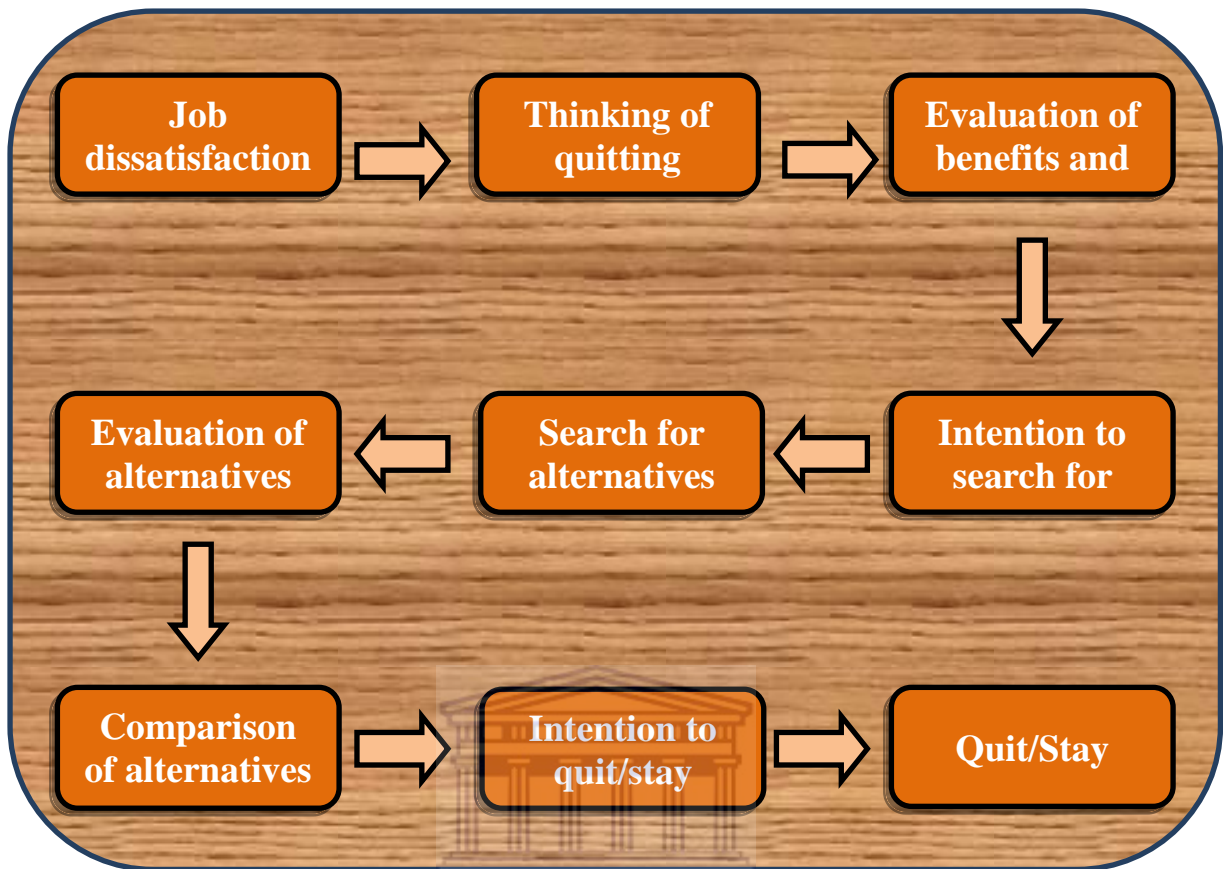 Job
dissatisfaction
Thinking of
quitting
Evaluation of
benefits and
Intention to
search for
Search for
alternatives
Evaluation of
alternatives
Comparison
of alternatives
Intention to
quit/stay
Quit/Stay